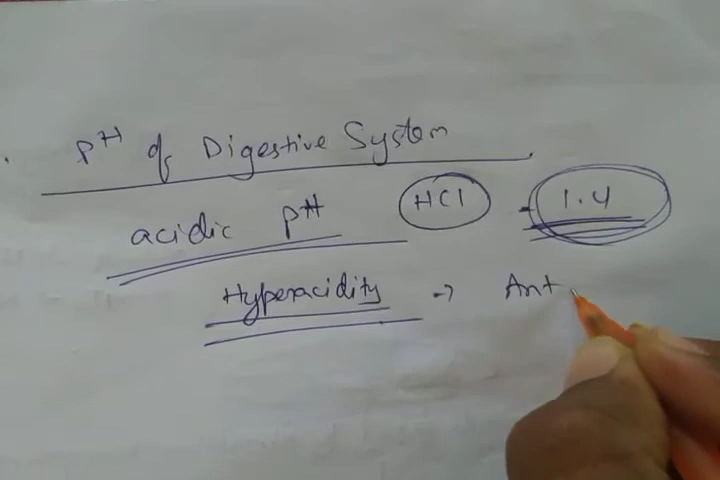 pH of Digestive System
acidic pH HCl - 1.4
Hyperacidity → Ant